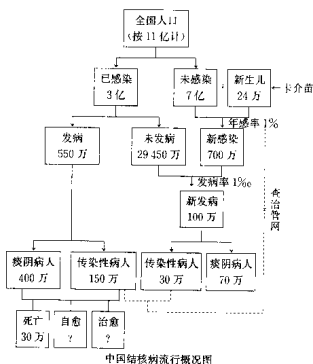 全国人口
(按11亿计)
已感染
3亿
未感染
7亿
新生儿
24万
卡介苗
年感率1%
发病
550万
未发病
29 450万
新感染
700万
发病率1‰
新发病
100万
查治管网
痰阴病人
400万
传染性病人
150万
传染性病人
30万
痰阴病人
70万
死亡
30万
自愈
?
治愈
?
中国结核病流行概况图